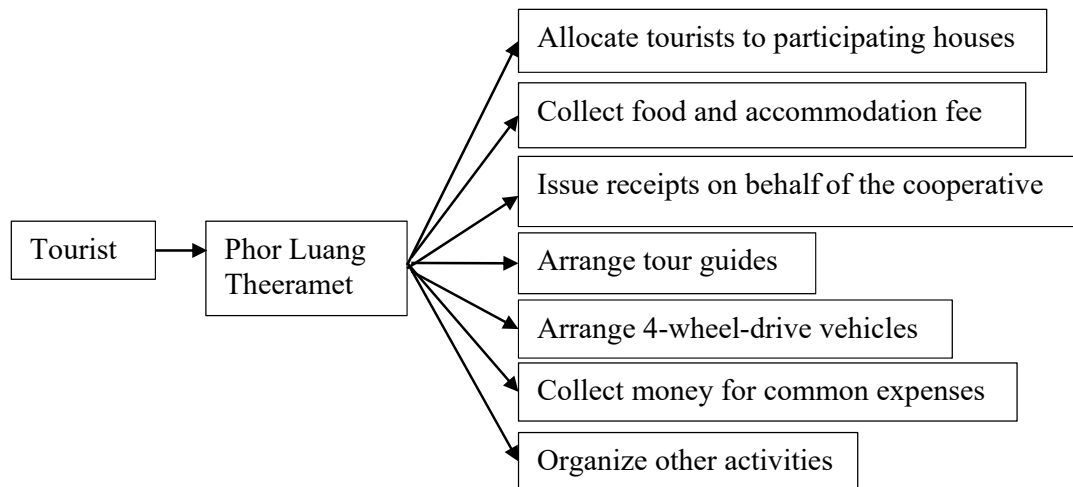 Tourist
Phor Luang
Theeramet
Allocate tourists to participating houses
Collect food and accommodation fee
Issue receipts on behalf of the cooperative
Arrange tour guides
Arrange 4-wheel-drive vehicles
Collect money for common expenses
Organize other activities